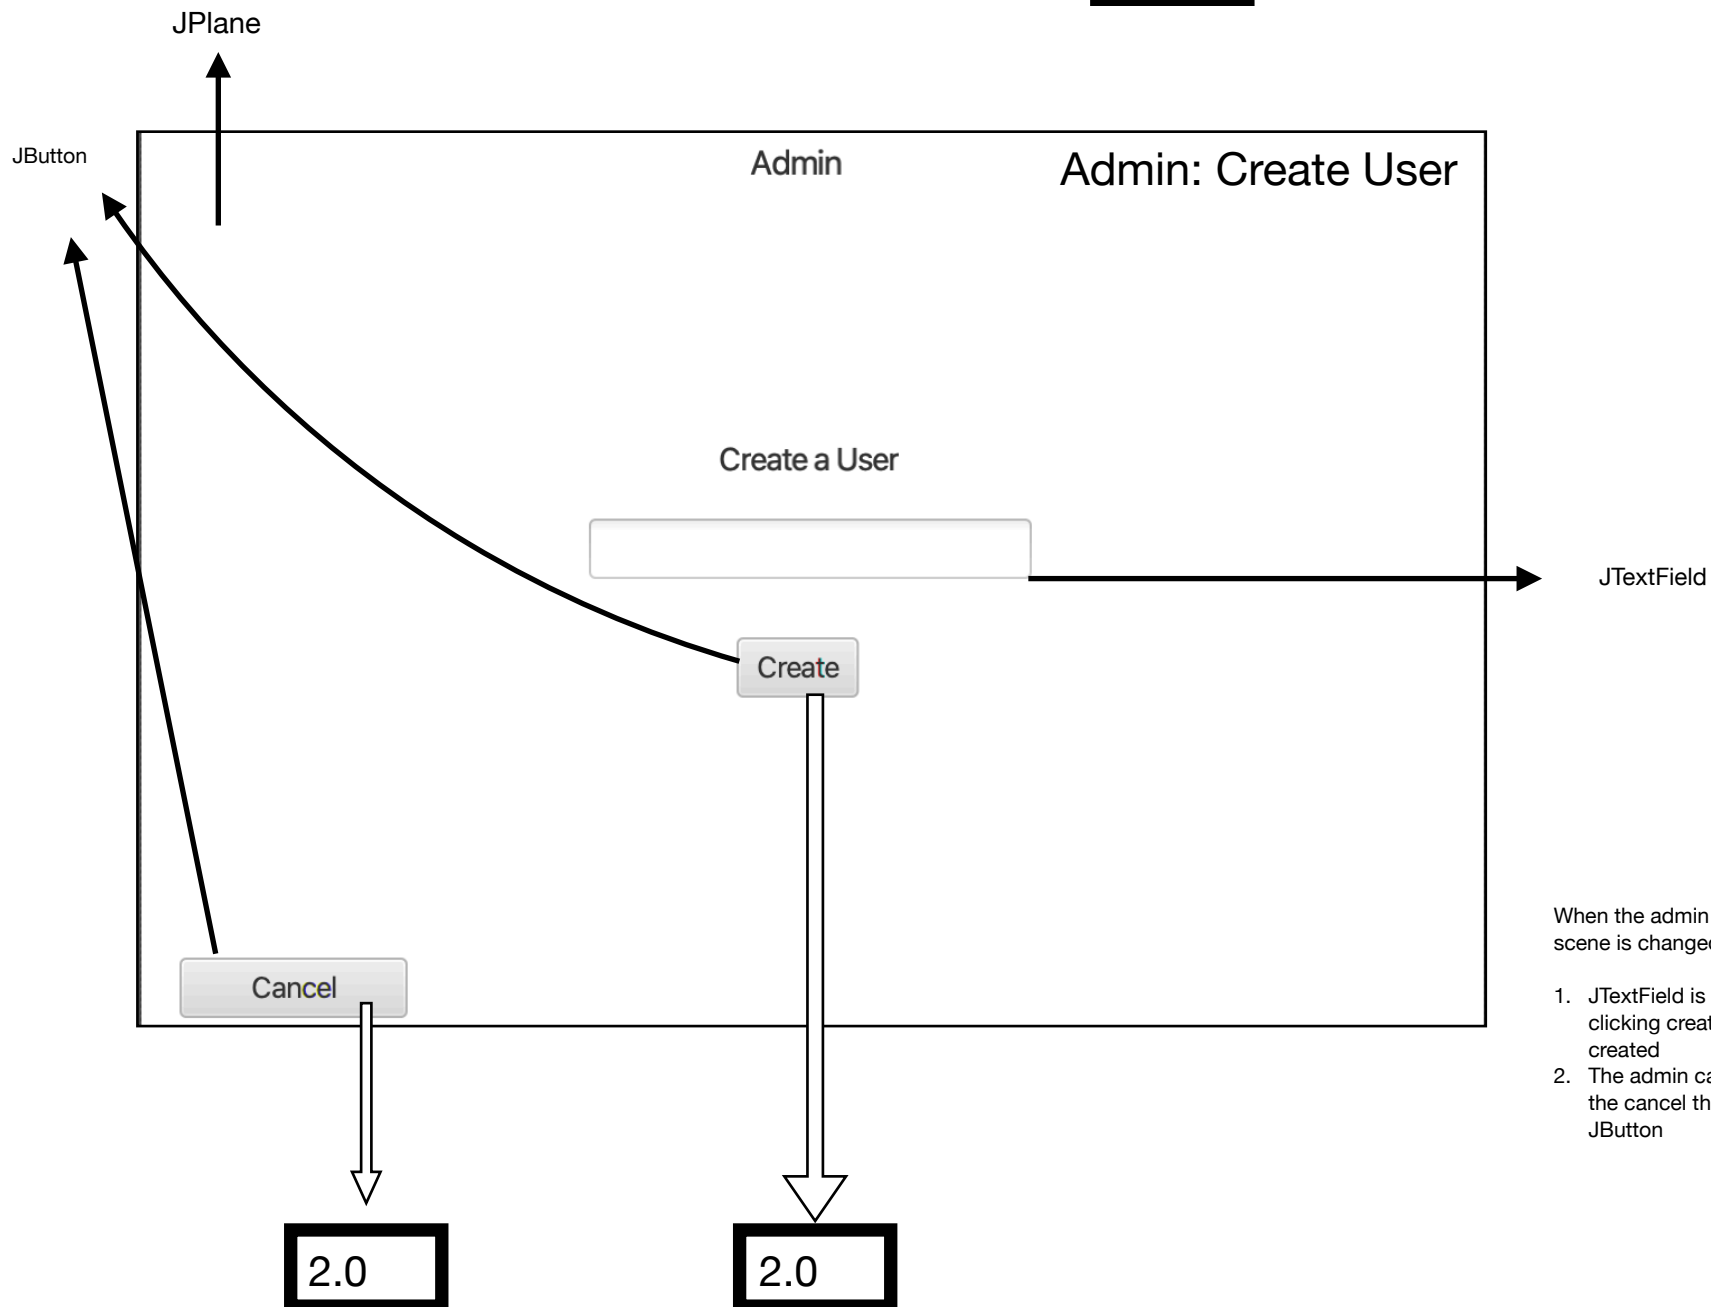 JPlane
JButton
Admin
Admin: Create User
Create a User
JTextField
Create
When the admin
scene is changed
1. JTextField is
clicking creat
created
2. The admin ca
the cancel th
JButton
Cancel
2.0
2.0